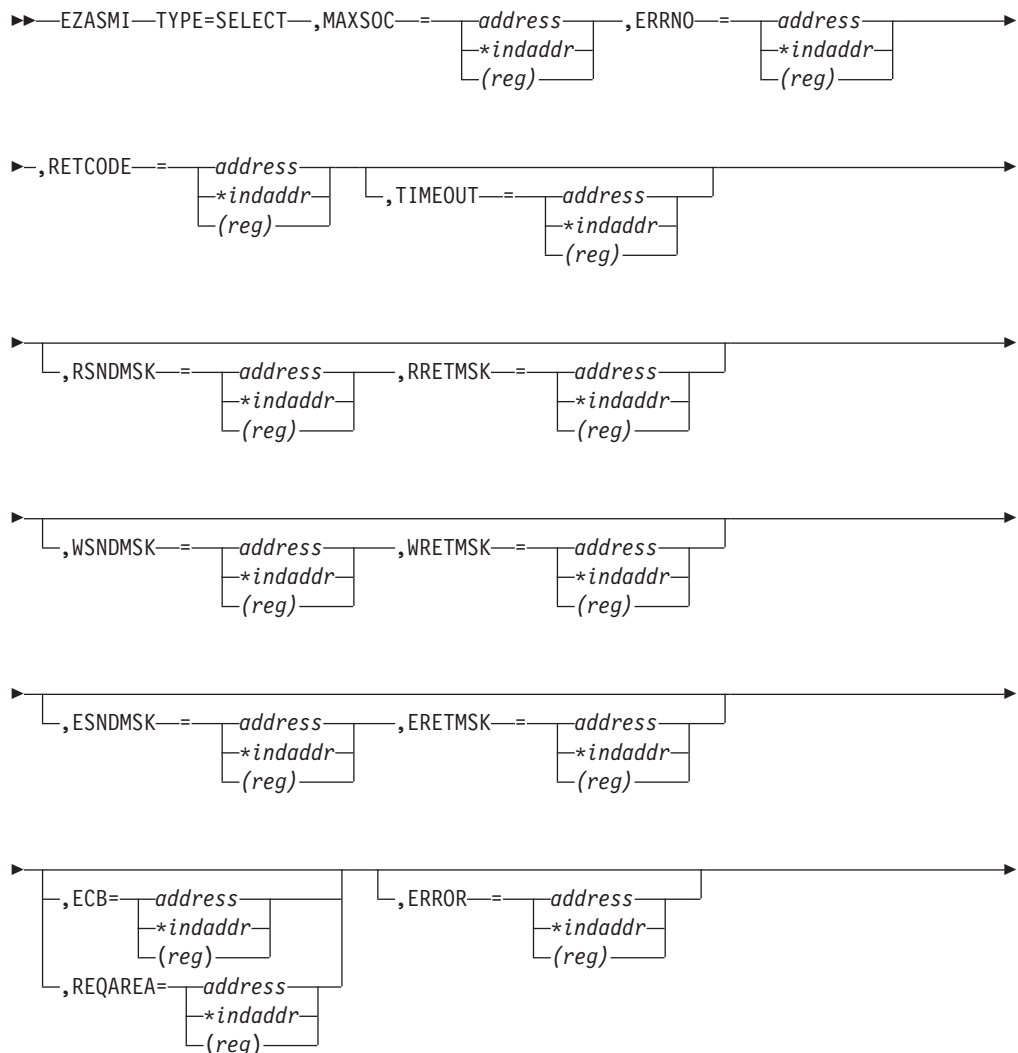 EZASMI TYPE=SELECT ,MAXSOC = address ,ERRNO = address
*indaddr *indaddr
(reg) (reg)
,RETCODE = address ,TIMEOUT = address
*indaddr *indaddr
(reg) (reg)
,RSNDMSK = address ,RRETMSK = address
*indaddr *indaddr
(reg) (reg)
,WSNDMSK = address ,WRETMSK = address
*indaddr *indaddr
(reg) (reg)
,ESNDMSK = address ,ERETMSK = address
*indaddr *indaddr
(reg) (reg)
,ECB= address ,ERROR = address
*indaddr *indaddr
(reg) (reg)
,REQAREA= address
*indaddr
(reg)